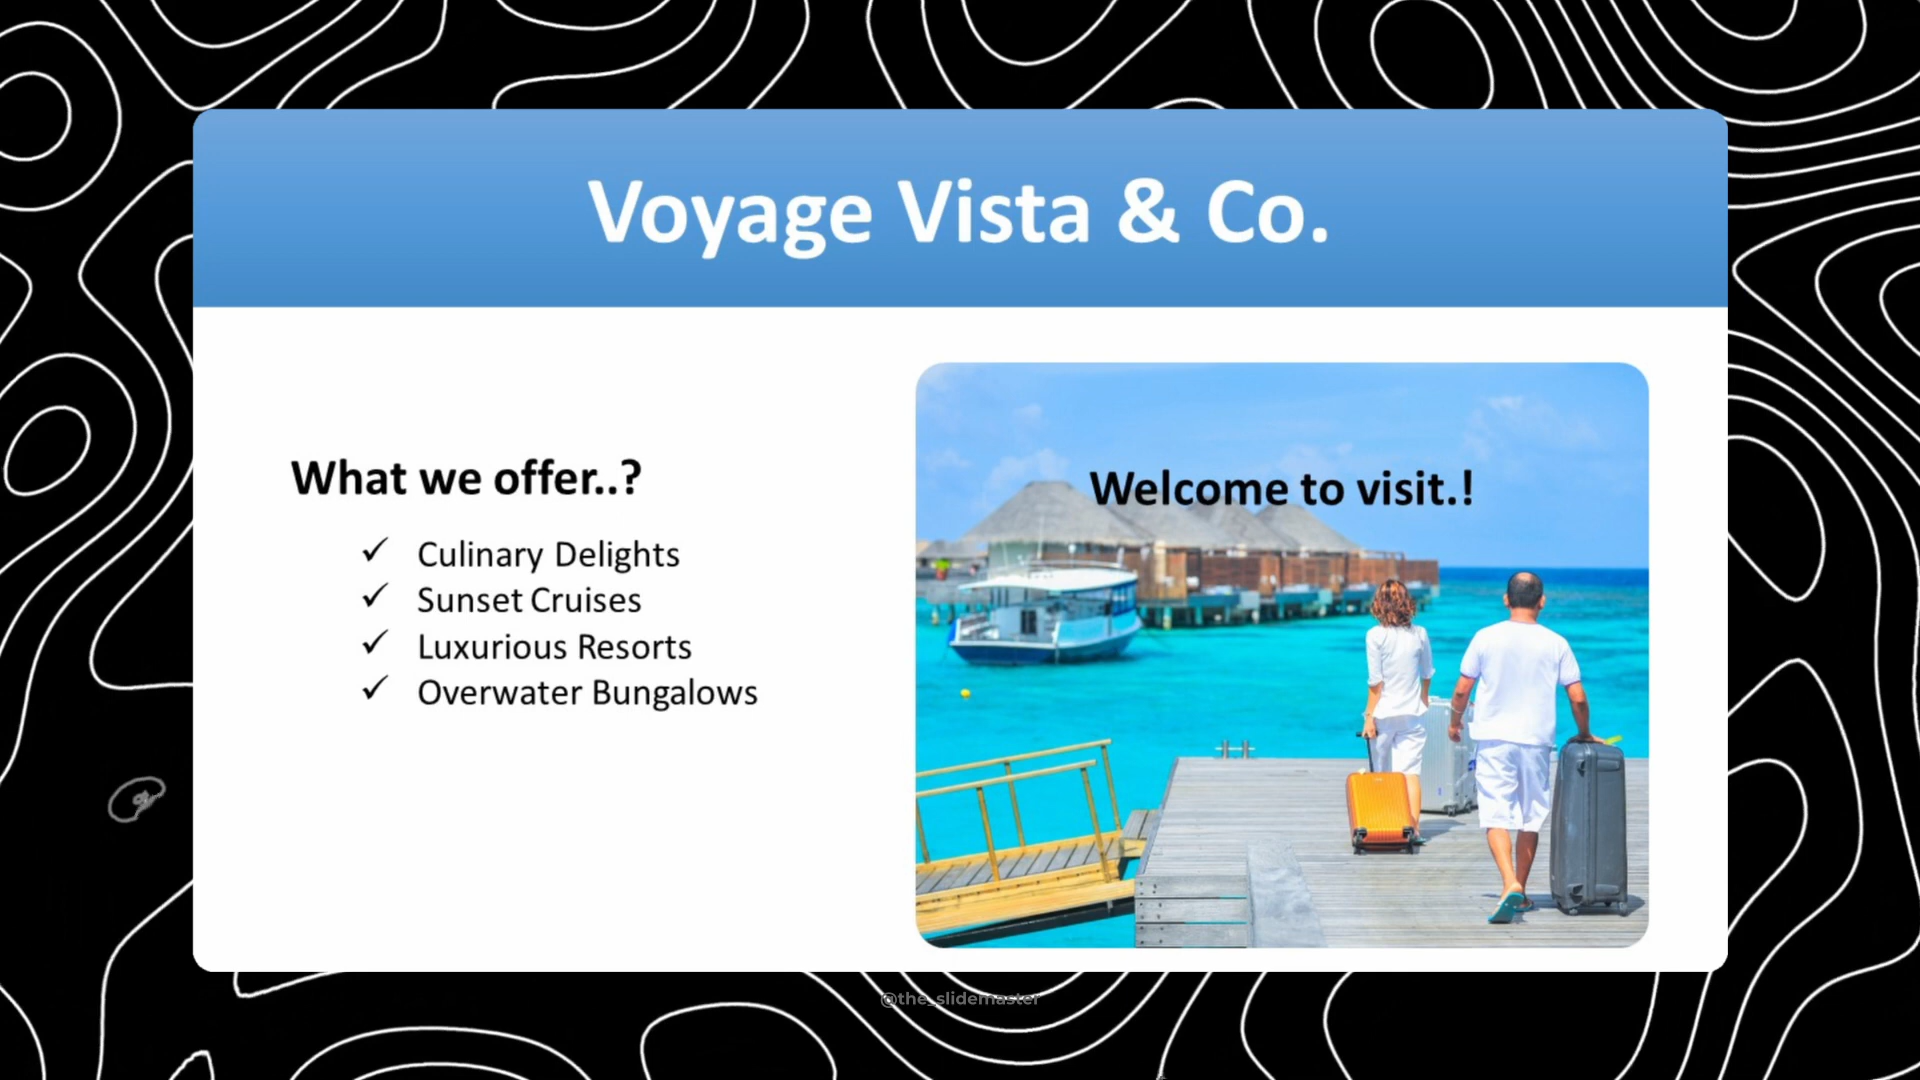 Voyage Vista & Co.
What we offer..?
✓ Culinary Delights
✓ Sunset Cruises
✓ Luxurious Resorts
✓ Overwater Bungalows
Welcome to visit.!
@the_slidemaster